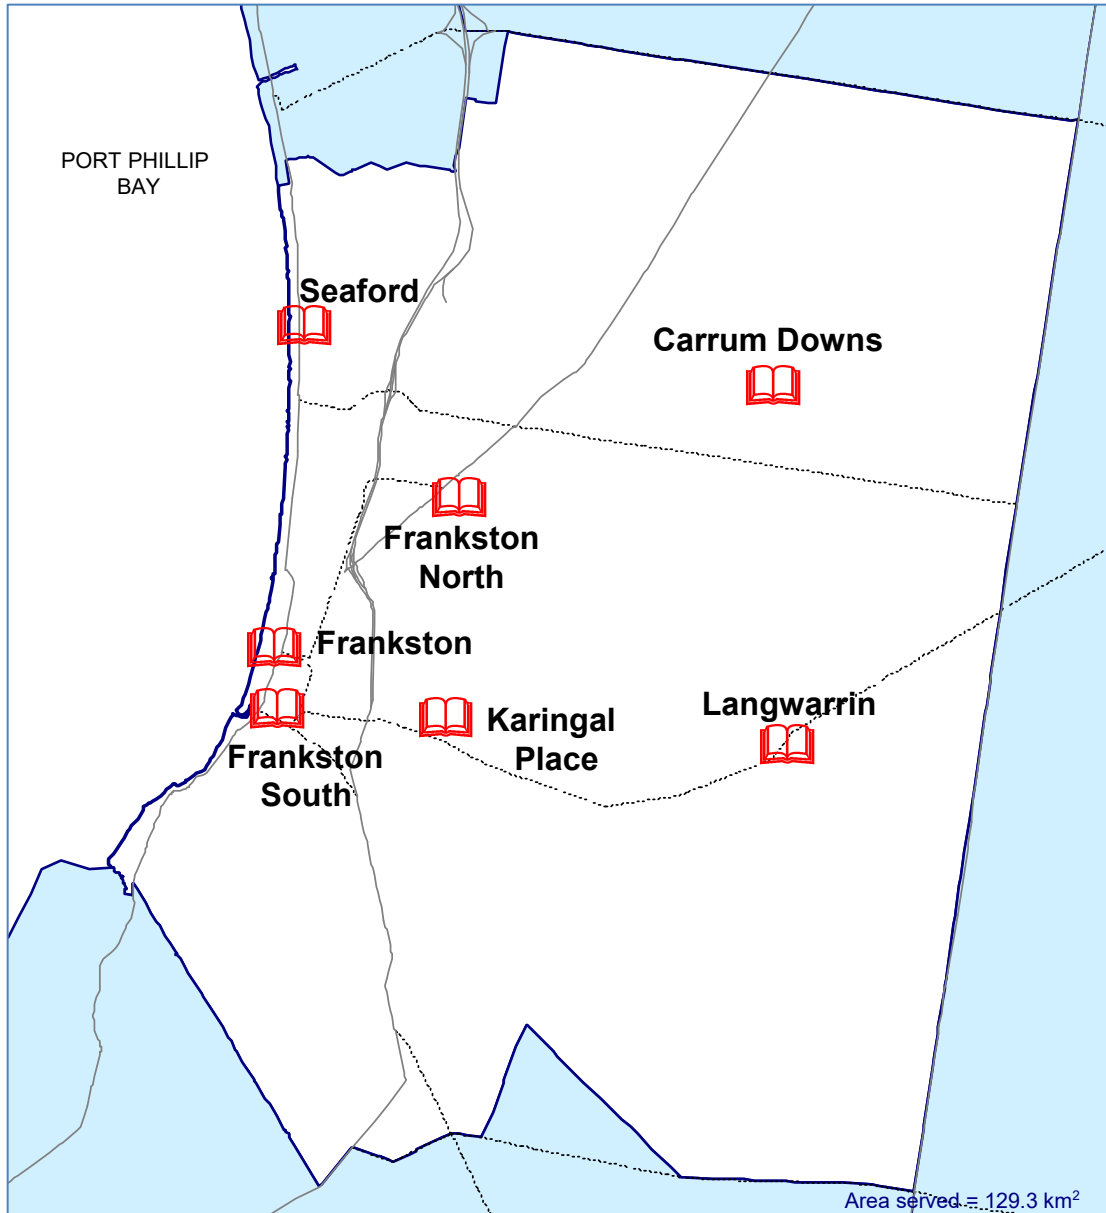 PORT PHILLIP
BAY
Seaford
Carrum Downs
Frankston
North
Frankston
Langwarrin
Karingal
Place
Frankston
South
Area served = 129.3 km²